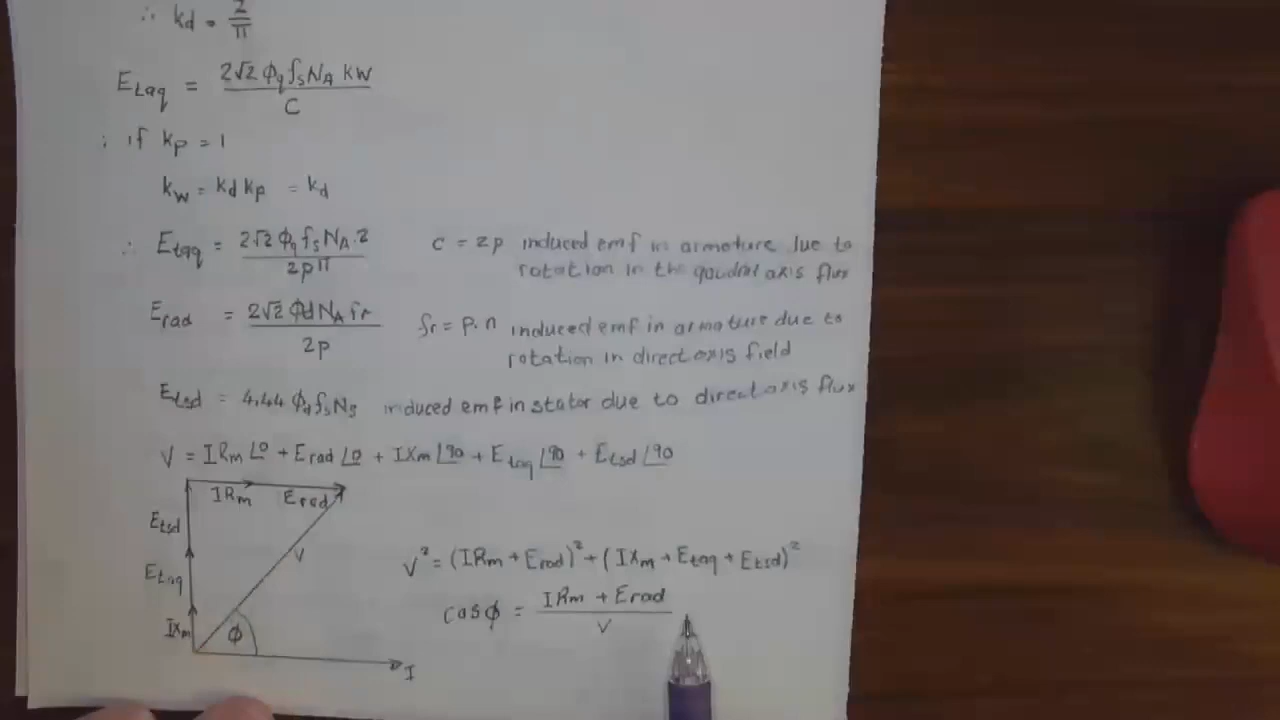 ∴ kd = 2/π
Etaq = 2√2 ϕq fs NA kw / C
: if kp = 1
kw = kd kp = kd
∴ Etaq = 2√2 ϕq fs NA . 2 / 2pπ c = 2p induced emf in armature due to
rotation in the qaudrat axis flux
Erad = 2√2 ϕd NA fr / 2p fr = p.n induced emf in armature due to
rotation in direct axis field
Etsd = 4,44 ϕd fs Ns induced emf in stator due to direct axis flux
V = IRm ∠0 + Erad ∠0 + IXm ∠90 + Etaq ∠90 + Etsd ∠90
IRm Erad
Etsd
V
Etaq
V² = (IRm + Erad)² + (IXm + Etaq + Etsd)²
cosϕ = IRm + Erad / V
IXm ϕ
I